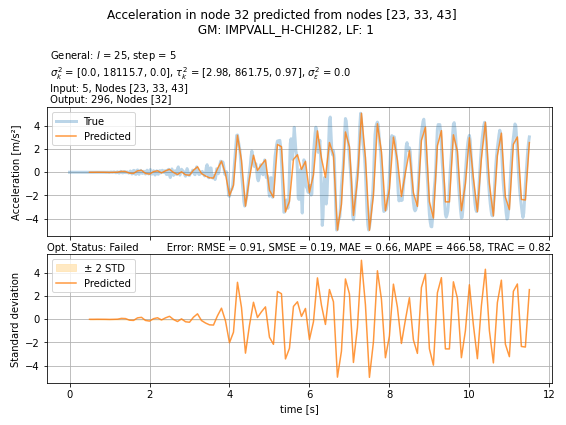 Acceleration in node 32 predicted from nodes [23, 33, 43]
GM: IMPVALL_H-CHI282, LF: 1
General: l = 25, step = 5
σ²ₖ = [0.0, 18115.7, 0.0], τ²ₖ = [2.98, 861.75, 0.97], σ²ε = 0.0
Input: 5, Nodes [23, 33, 43]
Output: 296, Nodes [32]
True
Predicted
Acceleration [m/s²]
4
2
0
−2
−4
Opt. Status: Failed
Error: RMSE = 0.91, SMSE = 0.19, MAE = 0.66, MAPE = 466.58, TRAC = 0.82
± 2 STD
Predicted
Standard deviation
4
2
0
−2
−4
0 2 4 6 8 10 12
time [s]